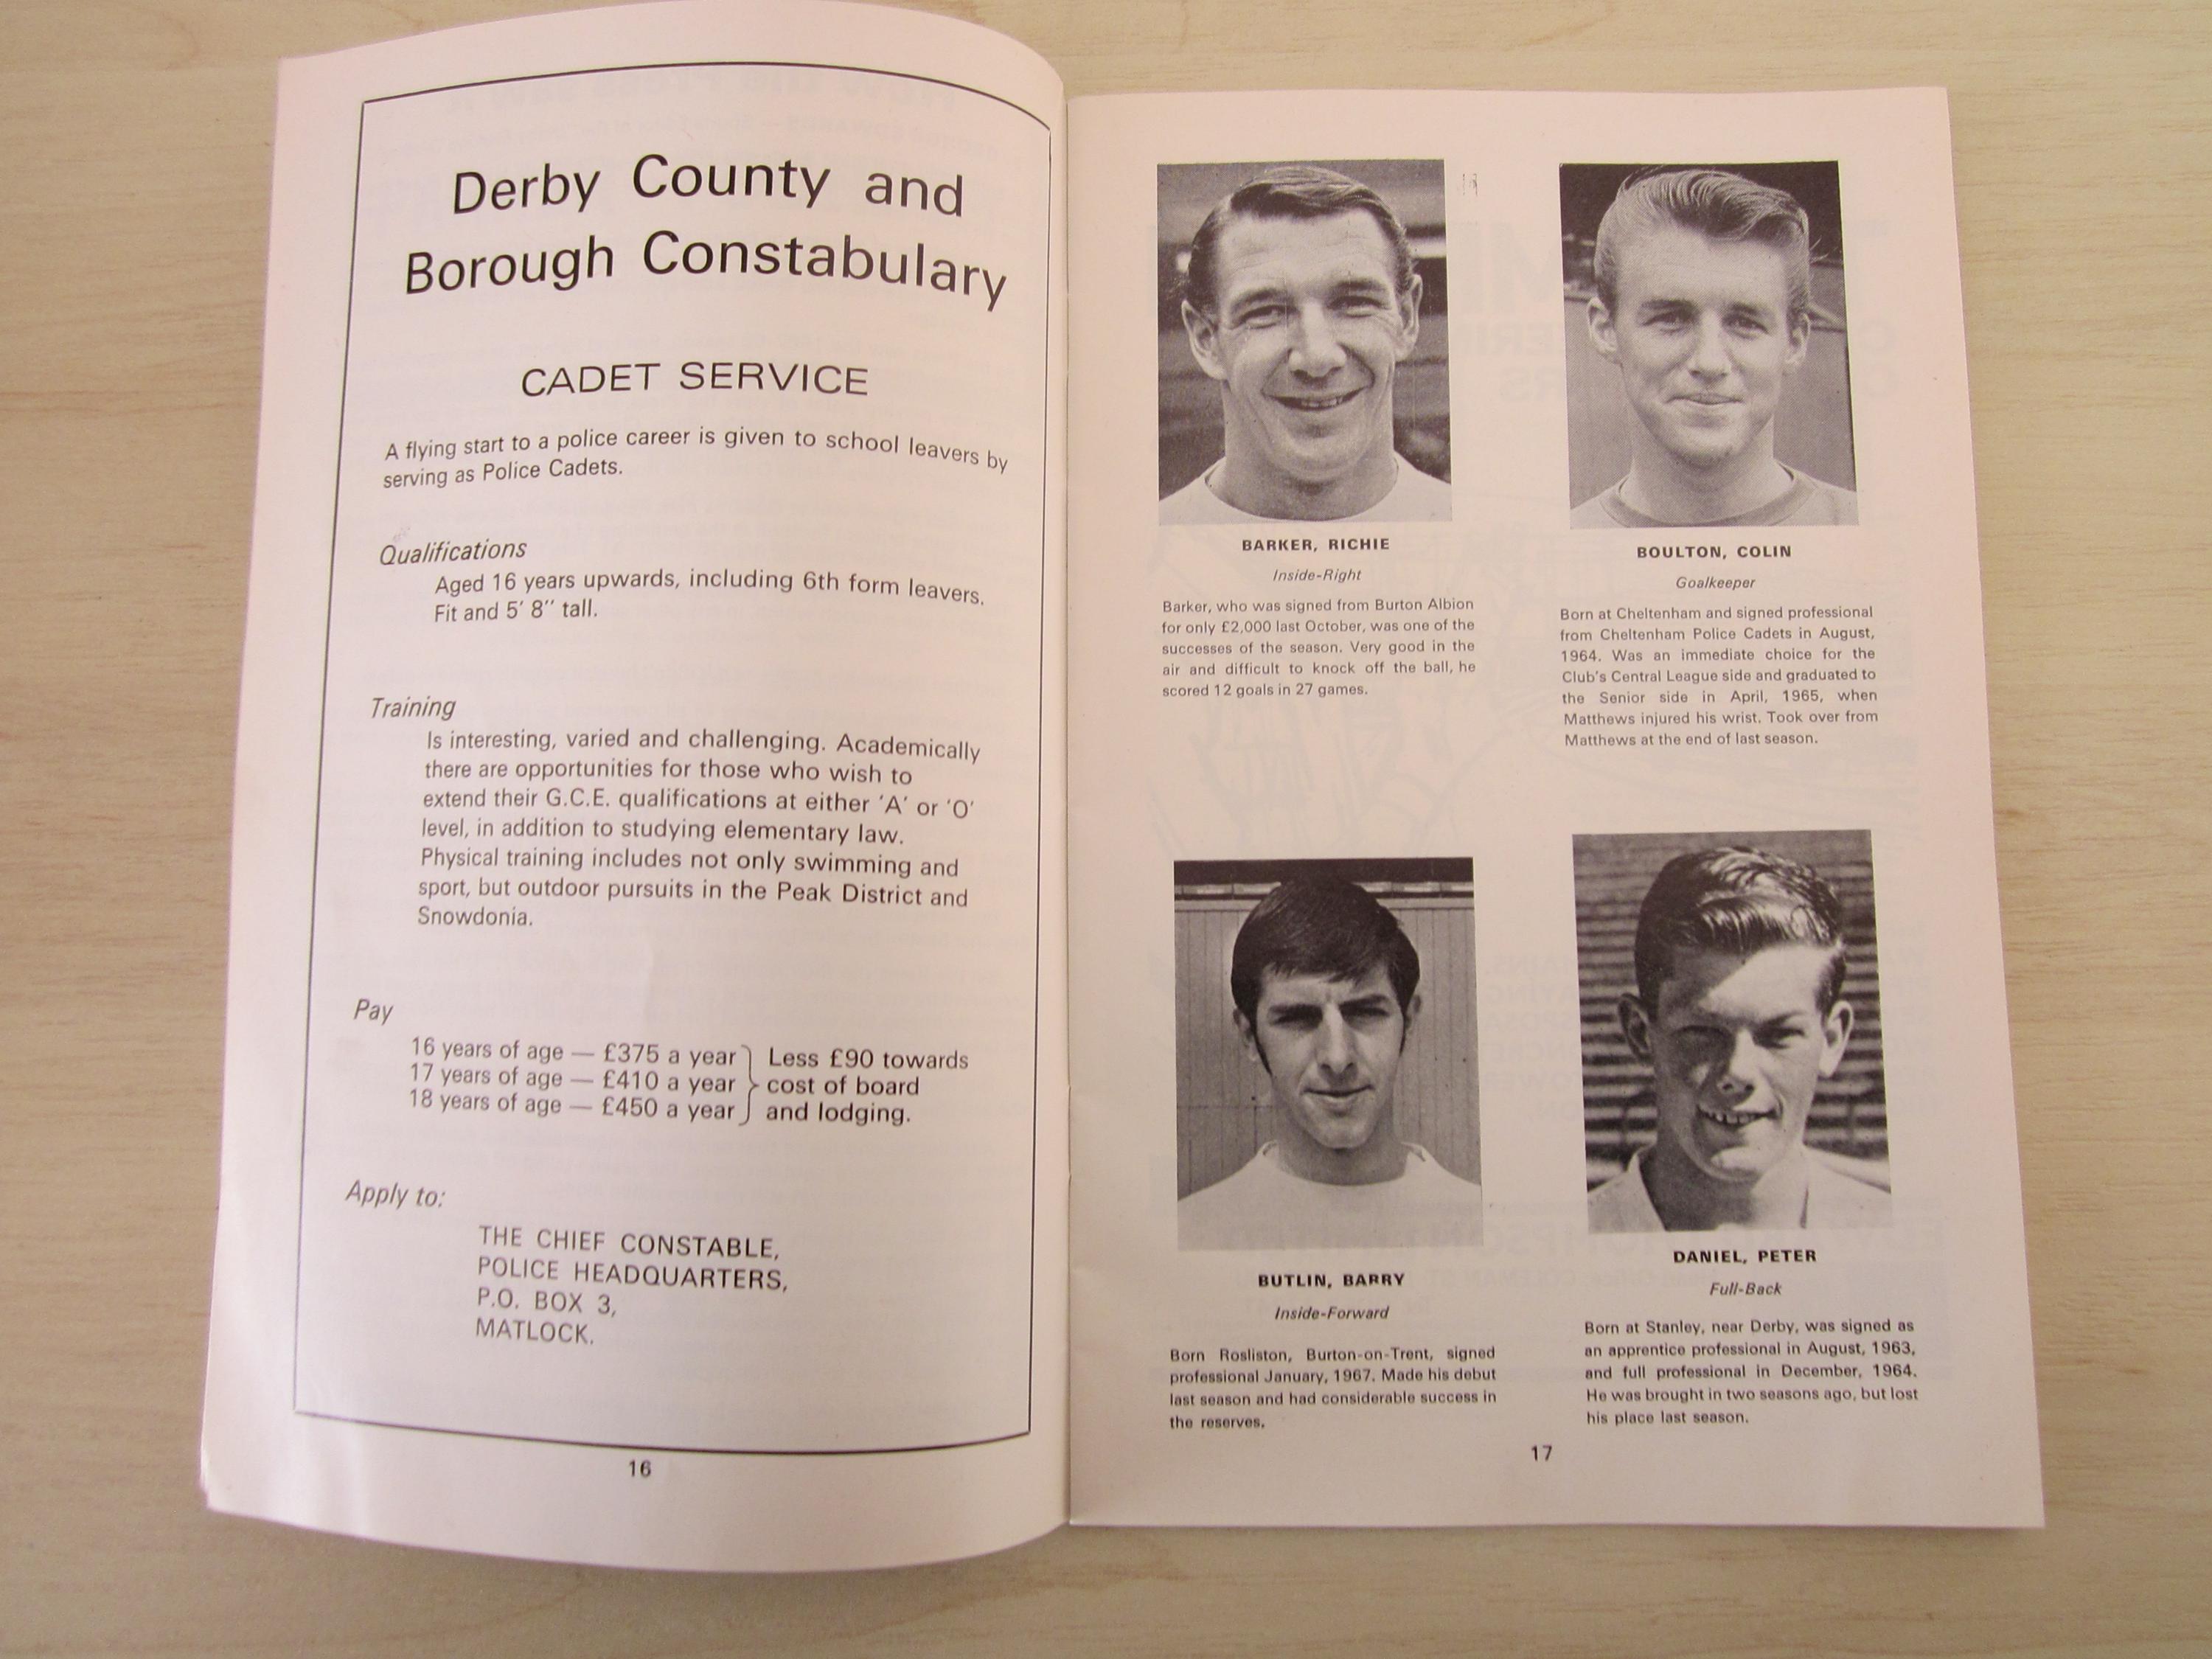 Derby County and
Borough Constabulary
CADET SERVICE
A flying start to a police career is given to school leavers by
serving as Police Cadets.
Qualifications
Aged 16 years upwards, including 6th form leavers.
Fit and 5' 8'' tall.
Training
Is interesting, varied and challenging. Academically
there are opportunities for those who wish to
extend their G.C.E. qualifications at either 'A' or 'O'
level, in addition to studying elementary law.
Physical training includes not only swimming and
sport, but outdoor pursuits in the Peak District and
Snowdonia.
Pay
16 years of age — £375 a year } Less £90 towards
17 years of age — £410 a year } cost of board
18 years of age — £450 a year } and lodging.
Apply to:
THE CHIEF CONSTABLE,
POLICE HEADQUARTERS,
P.O. BOX 3,
MATLOCK.
16
BARKER, RICHIE
Inside-Right
Barker, who was signed from Burton Albion
for only £2,000 last October, was one of the
successes of the season. Very good in the
air and difficult to knock off the ball, he
scored 12 goals in 27 games.
BOULTON, COLIN
Goalkeeper
Born at Cheltenham and signed professional
from Cheltenham Police Cadets in August,
1964. Was an immediate choice for the
Club's Central League side and graduated to
the Senior side in April, 1965, when
Matthews injured his wrist. Took over from
Matthews at the end of last season.
BUTLIN, BARRY
Inside-Forward
Born Rosliston, Burton-on-Trent, signed
professional January, 1967. Made his debut
last season and had considerable success in
the reserves.
DANIEL, PETER
Full-Back
Born at Stanley, near Derby, was signed as
an apprentice professional in August, 1963,
and full professional in December, 1964.
He was brought in two seasons ago, but lost
his place last season.
17